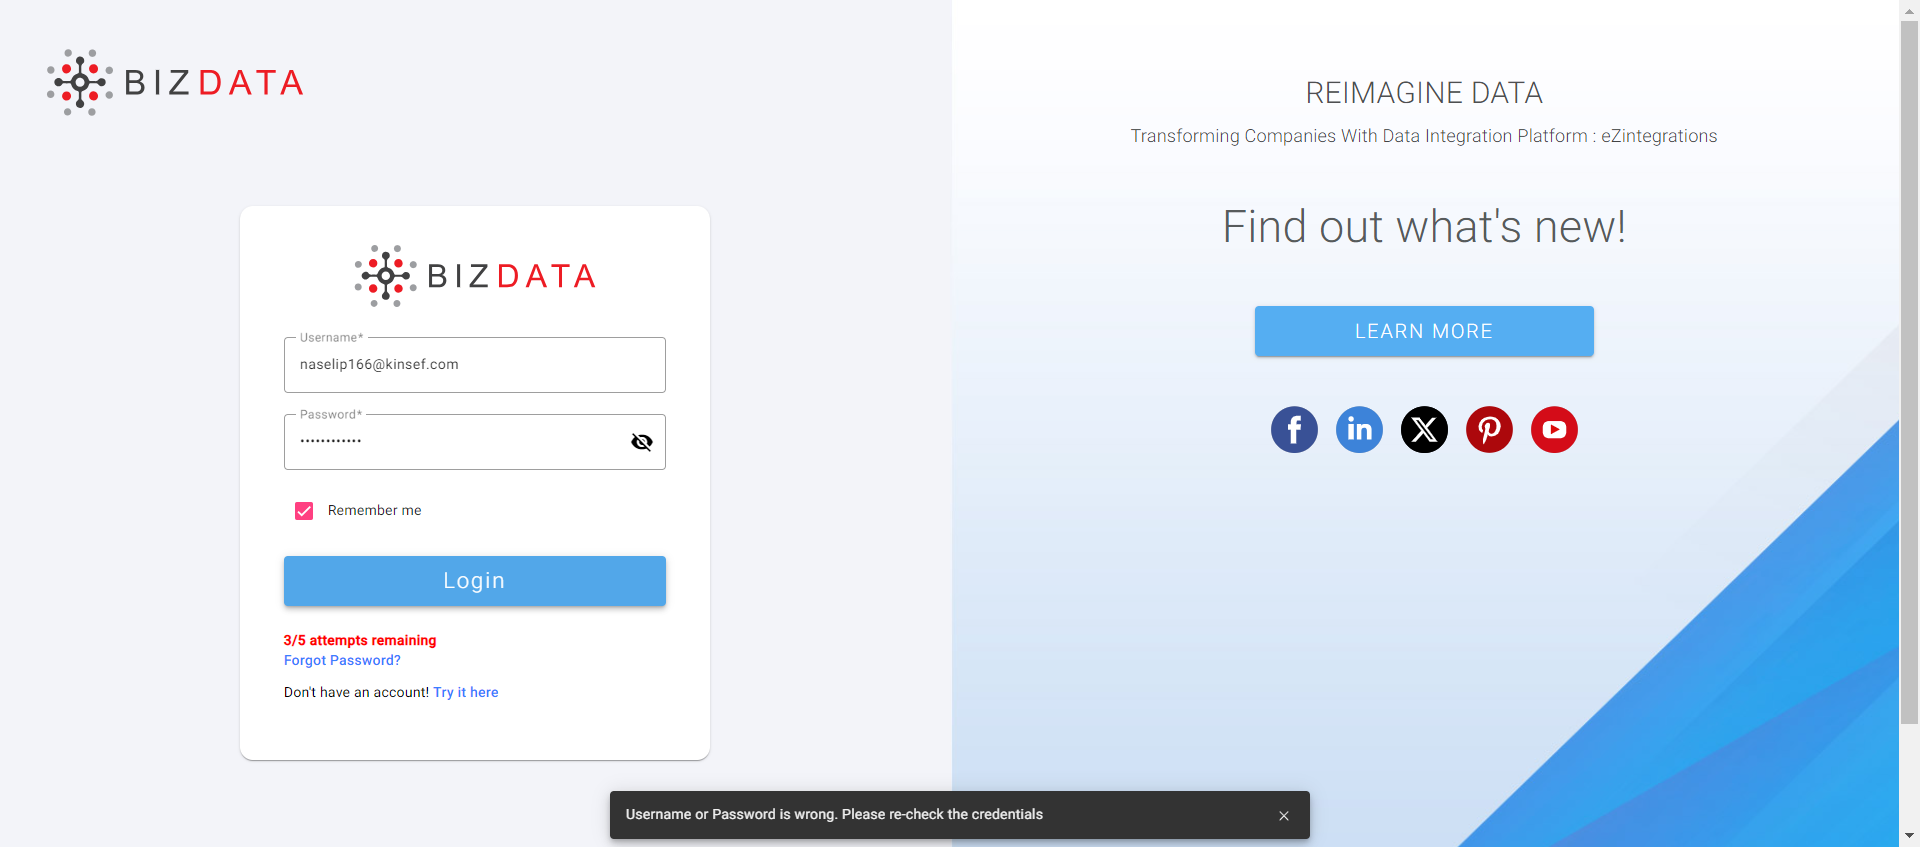 BIZDATA
BIZDATA
Username*
naselip166@kinsef.com
Password*
••••••••••••
Remember me
Login
3/5 attempts remaining
Forgot Password?
Don't have an account! Try it here
REIMAGINE DATA
Transforming Companies With Data Integration Platform : eZintegrations
Find out what's new!
LEARN MORE
Username or Password is wrong. Please re-check the credentials